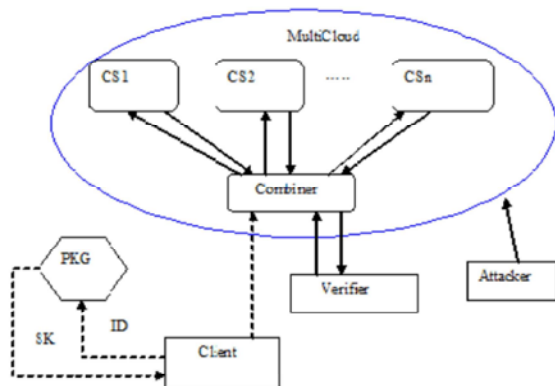 MultiCloud
CS1
CS2
.....
CSn
Combiner
PKG
Attacker
Verifier
ID
SK
Client